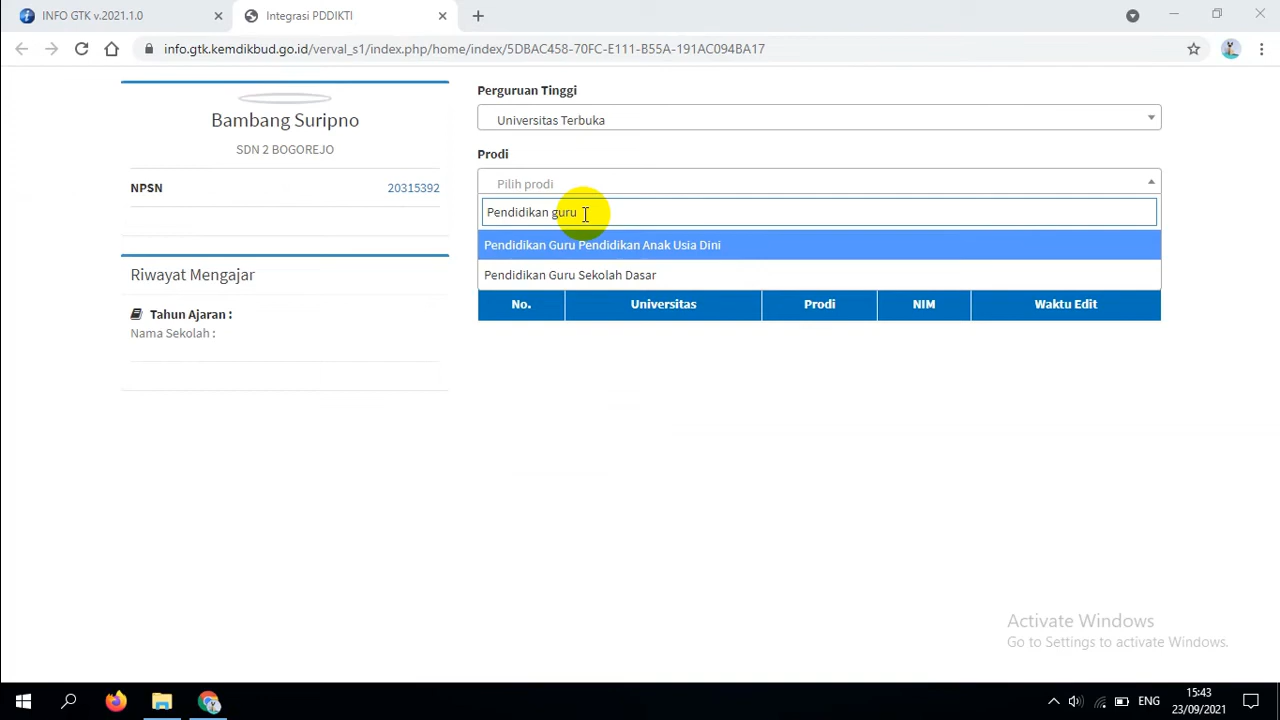 INFO GTK v.2021.1.0
Integrasi PDDIKTI
info.gtk.kemdikbud.go.id/verval_s1/index.php/home/index/5DBAC458-70FC-E111-B55A-191AC094BA17
Bambang Suripno
SDN 2 BOGOREJO
NPSN 20315392
Riwayat Mengajar
Tahun Ajaran :
Nama Sekolah :
Perguruan Tinggi
Universitas Terbuka
Prodi
Pilih prodi
Pendidikan guru
Pendidikan Guru Pendidikan Anak Usia Dini
Pendidikan Guru Sekolah Dasar
No. Universitas Prodi NIM Waktu Edit
Activate Windows
Go to Settings to activate Windows.
ENG
15:43
23/09/2021